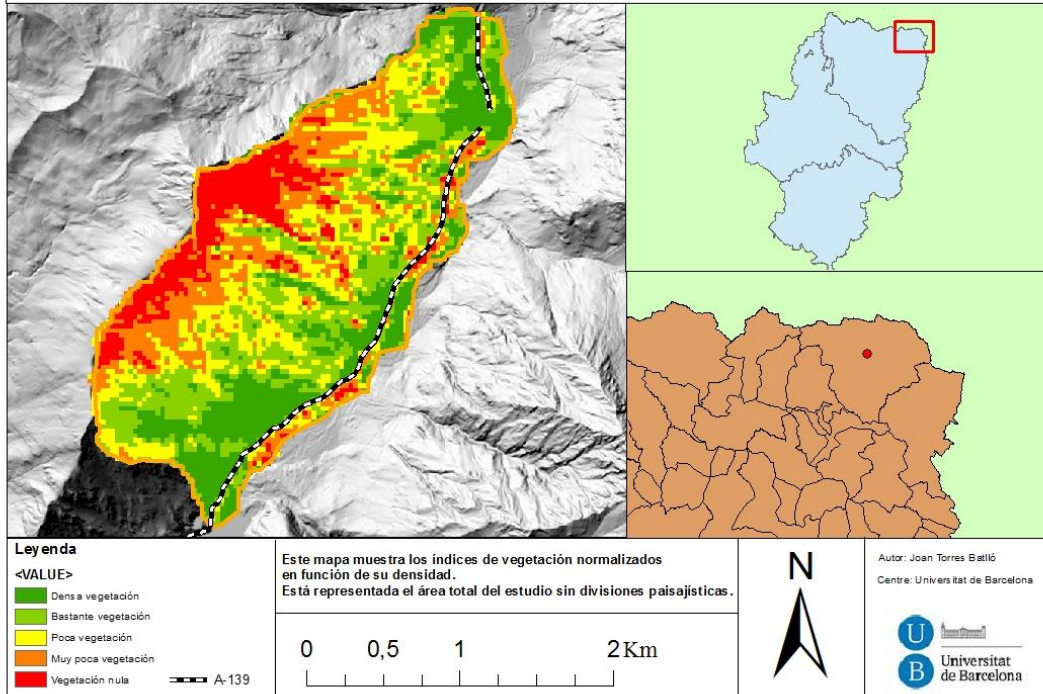 Leyenda
<VALUE>
Densa vegetación
Bastante vegetación
Poca vegetación
Muy poca vegetación
Vegetación nula
A-139
Este mapa muestra los índices de vegetación normalizados
en función de su densidad.
Está representada el área total del estudio sin divisiones paisajísticas.
0 0,5 1 2 Km
N
Autor: Joan Torres Batlló
Centre: Universitat de Barcelona
U
B
Universitat
de Barcelona